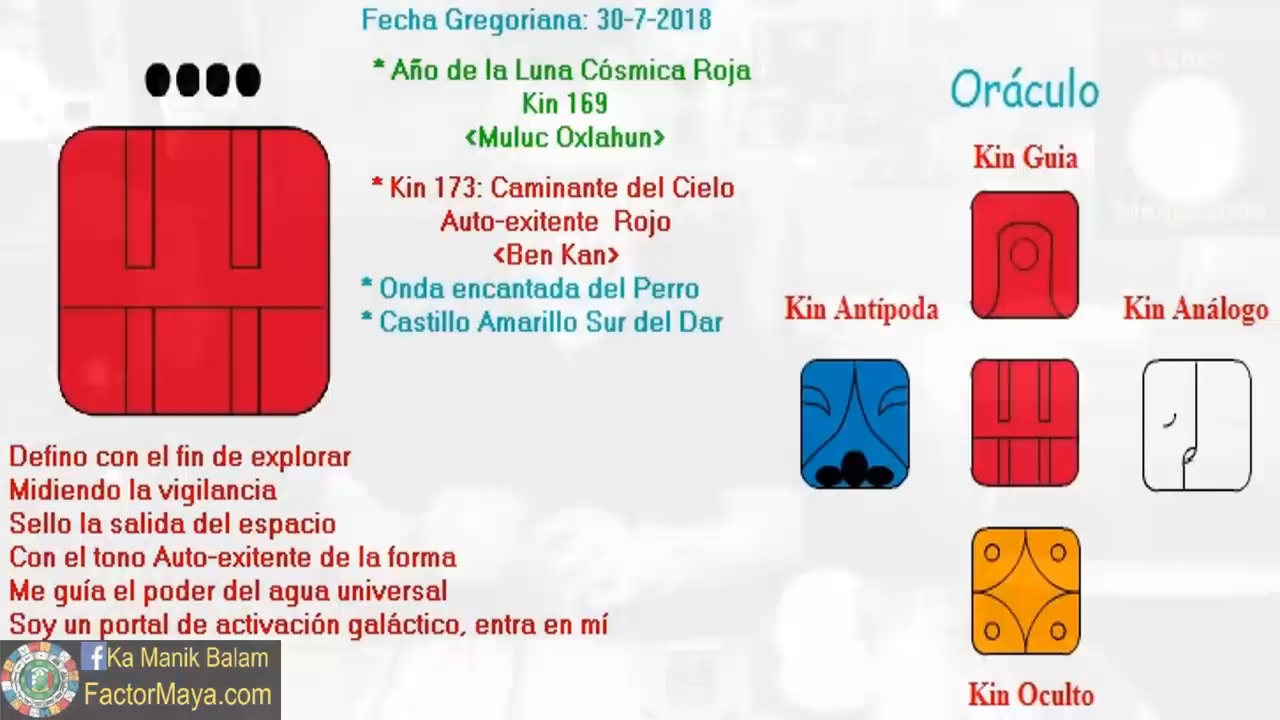 Fecha Gregoriana: 30-7-2018
* Año de la Luna Cósmica Roja
Kin 169
<Muluc Oxlahun>
* Kin 173: Caminante del Cielo
Auto-exitente Rojo
<Ben Kan>
* Onda encantada del Perro
* Castillo Amarillo Sur del Dar
Defino con el fin de explorar
Midiendo la vigilancia
Sello la salida del espacio
Con el tono Auto-exitente de la forma
Me guía el poder del agua universal
Soy un portal de activación galáctico, entra en mí
Oráculo
Kin Guia
Kin Antípoda
Kin Análogo
Kin Oculto
f Ka Manik Balam
FactorMaya.com